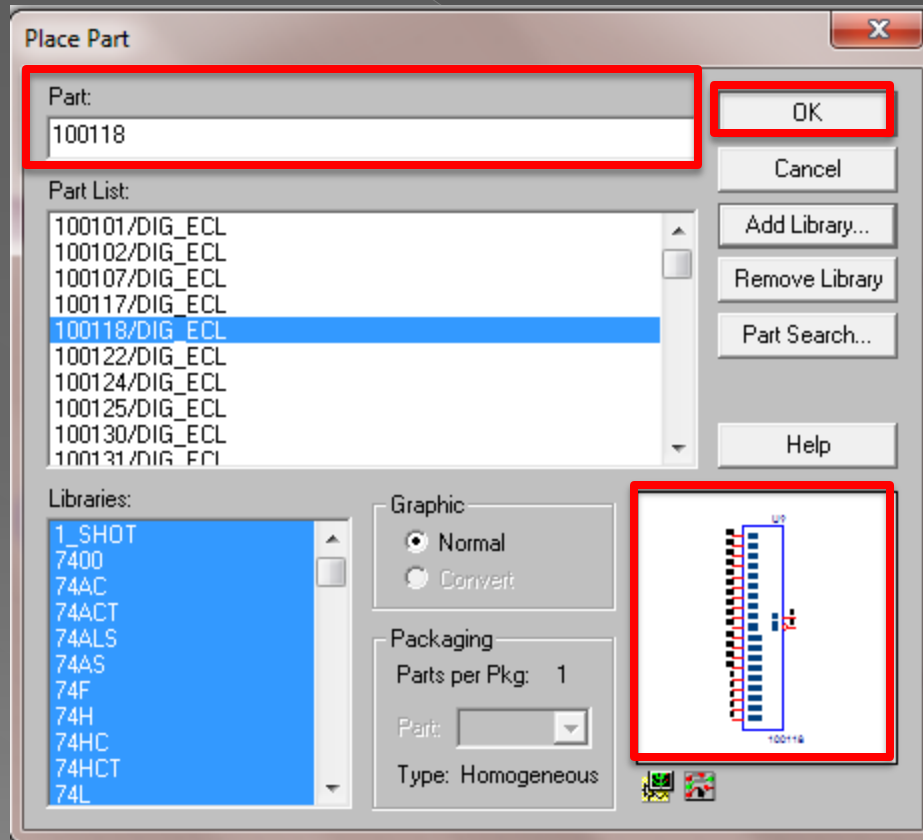 Place Part
Part:
100118
OK
Cancel
Part List:
100101/DIG_ECL
100102/DIG_ECL
100107/DIG_ECL
100117/DIG_ECL
100118/DIG_ECL
100122/DIG_ECL
100124/DIG_ECL
100125/DIG_ECL
100130/DIG_ECL
100131/DIG_ECL
Add Library...
Remove Library
Part Search...
Help
Libraries:
1_SHOT
7400
74AC
74ACT
74ALS
74AS
74F
74H
74HC
74HCT
74L
Graphic
Normal
Convert
Packaging
Parts per Pkg: 1
Part:
Type: Homogeneous
U?
100118